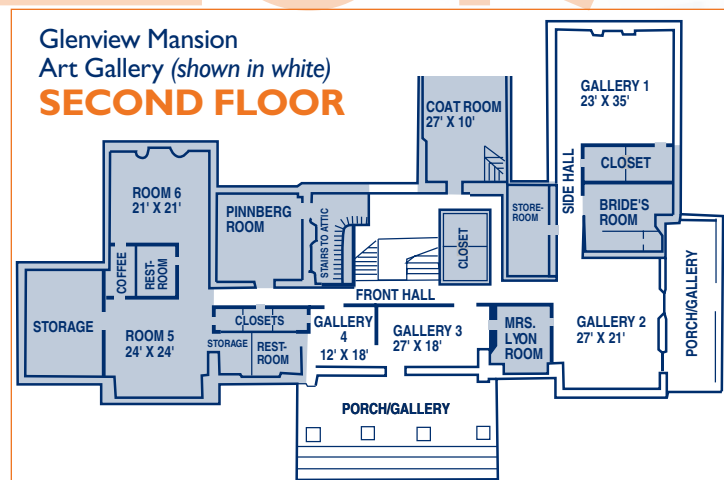 Glenview Mansion
Art Gallery (shown in white)
SECOND FLOOR
GALLERY 1
23' X 35'
COAT ROOM
27' X 10'
SIDE HALL
CLOSET
BRIDE'S
ROOM
STORE-
ROOM
ROOM 6
21' X 21'
PINNBERG
ROOM
STAIRS TO ATTIC
CLOSET
COFFEE
REST-
ROOM
FRONT HALL
STORAGE
ROOM 5
24' X 24'
CLOSETS
STORAGE
REST-
ROOM
GALLERY
4
12' X 18'
GALLERY 3
27' X 18'
MRS.
LYON
ROOM
GALLERY 2
27' X 21'
PORCH/GALLERY
PORCH/GALLERY